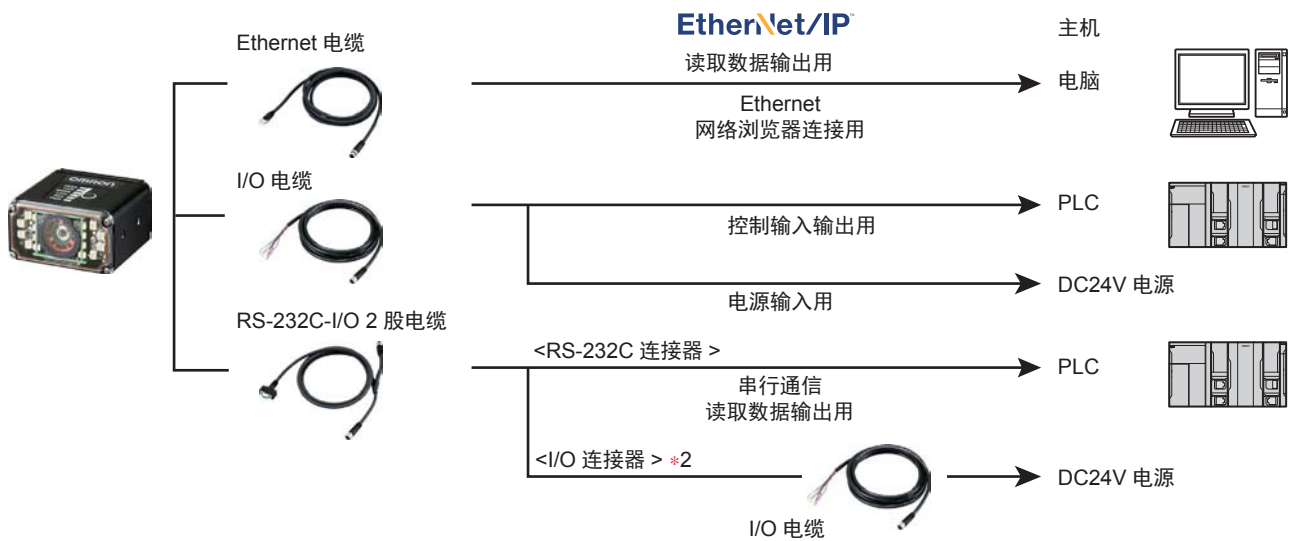 EtherNet/IP
主机
Ethernet 电缆
读取数据输出用
电脑
Ethernet
网络浏览器连接用
omron
I/O 电缆
PLC
控制输入输出用
DC24V 电源
电源输入用
RS-232C-I/O 2 股电缆
<RS-232C 连接器 >
PLC
串行通信
读取数据输出用
<I/O 连接器 > *2
DC24V 电源
I/O 电缆